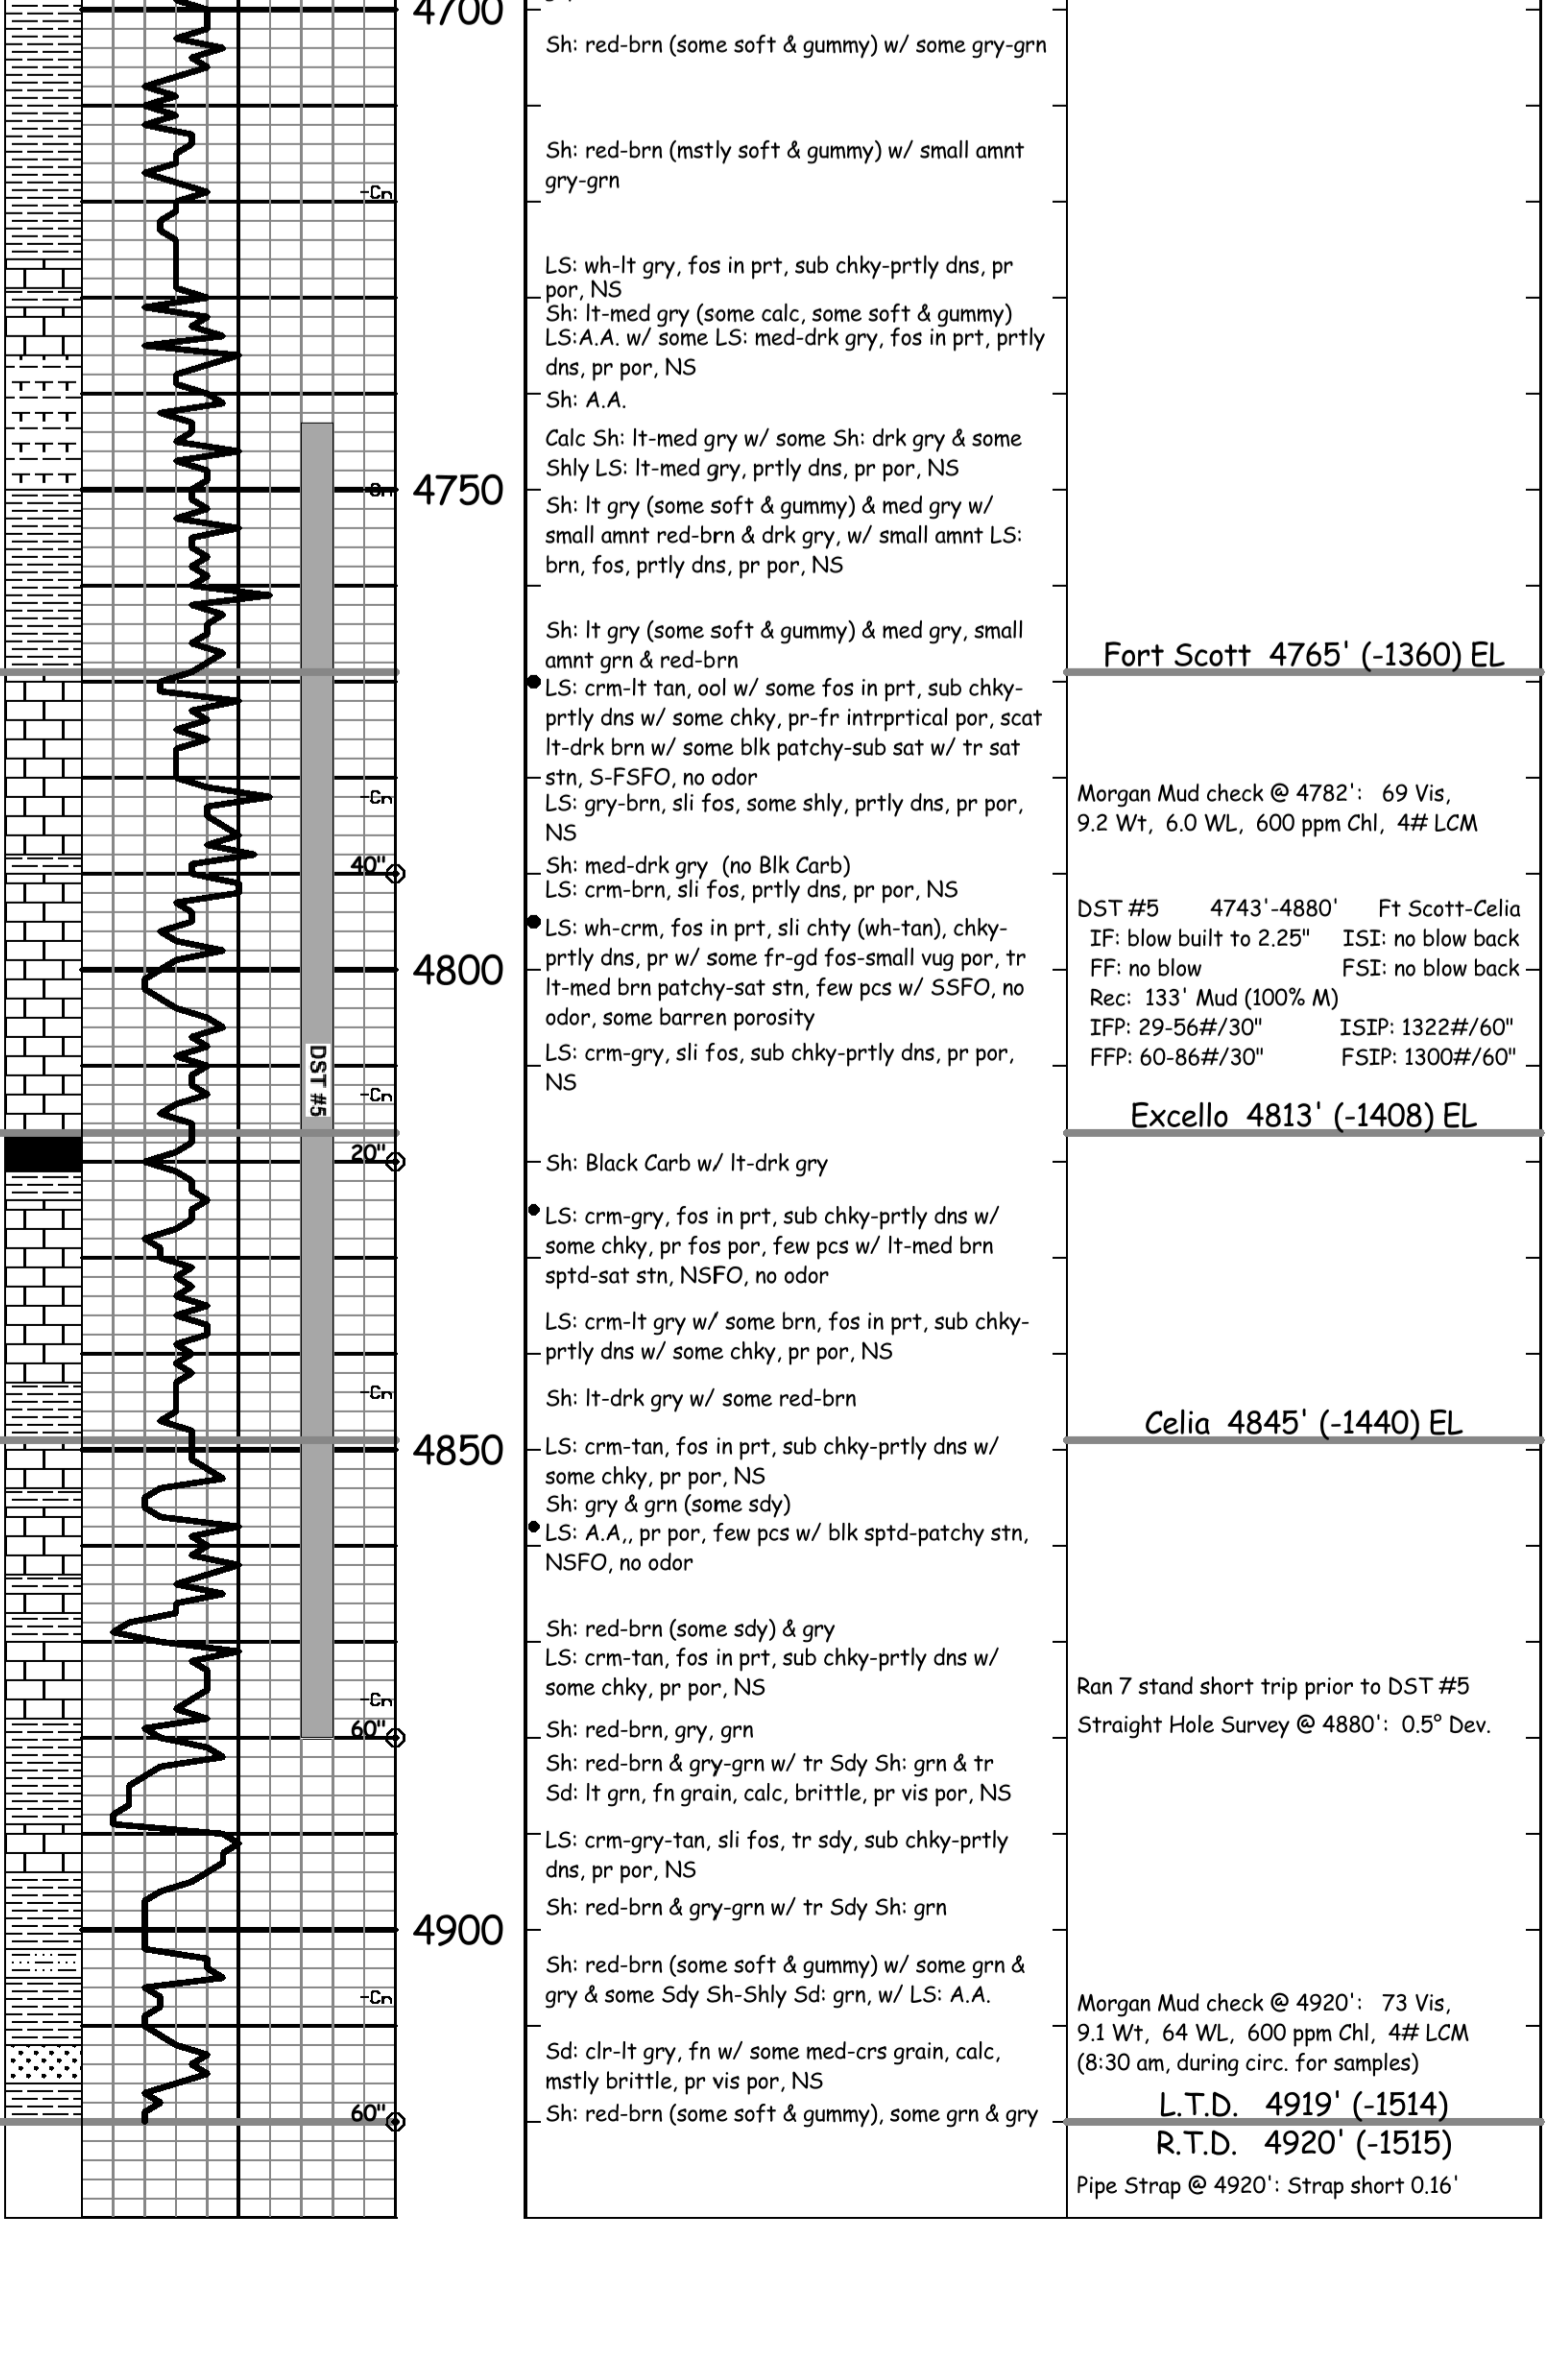 4700
Sh: red-brn (some soft & gummy) w/ some gry-grn
Sh: red-brn (mstly soft & gummy) w/ small amnt
gry-grn
-Cn
LS: wh-lt gry, fos in prt, sub chky-prtly dns, pr
por, NS
Sh: lt-med gry (some calc, some soft & gummy)
LS:A.A. w/ some LS: med-drk gry, fos in prt, prtly
dns, pr por, NS
Sh: A.A.
Calc Sh: lt-med gry w/ some Sh: drk gry & some
Shly LS: lt-med gry, prtly dns, pr por, NS
4750
Sh: lt gry (some soft & gummy) & med gry w/
small amnt red-brn & drk gry, w/ small amnt LS:
brn, fos, prtly dns, pr por, NS
Sh: lt gry (some soft & gummy) & med gry, small
amnt grn & red-brn
Fort Scott 4765' (-1360) EL
LS: crm-lt tan, ool w/ some fos in prt, sub chky-
prtly dns w/ some chky, pr-fr intrprtical por, scat
lt-drk brn w/ some blk patchy-sub sat w/ tr sat
stn, S-FSFO, no odor
-Cn
LS: gry-brn, sli fos, some shly, prtly dns, pr por,
NS
Morgan Mud check @ 4782': 69 Vis,
9.2 Wt, 6.0 WL, 600 ppm Chl, 4# LCM
40"
Sh: med-drk gry (no Blk Carb)
LS: crm-brn, sli fos, prtly dns, pr por, NS
DST #5 4743'-4880' Ft Scott-Celia
IF: blow built to 2.25" ISI: no blow back
FF: no blow FSI: no blow back
Rec: 133' Mud (100% M)
IFP: 29-56#/30" ISIP: 1322#/60"
FFP: 60-86#/30" FSIP: 1300#/60"
LS: wh-crm, fos in prt, sli chty (wh-tan), chky-
prtly dns, pr w/ some fr-gd fos-small vug por, tr
lt-med brn patchy-sat stn, few pcs w/ SSFO, no
odor, some barren porosity
4800
LS: crm-gry, sli fos, sub chky-prtly dns, pr por,
NS
DST #5
-Cn
Excello 4813' (-1408) EL
20"
Sh: Black Carb w/ lt-drk gry
LS: crm-gry, fos in prt, sub chky-prtly dns w/
some chky, pr fos por, few pcs w/ lt-med brn
sptd-sat stn, NSFO, no odor
LS: crm-lt gry w/ some brn, fos in prt, sub chky-
prtly dns w/ some chky, pr por, NS
-Cn
Sh: lt-drk gry w/ some red-brn
Celia 4845' (-1440) EL
4850
LS: crm-tan, fos in prt, sub chky-prtly dns w/
some chky, pr por, NS
Sh: gry & grn (some sdy)
LS: A.A,, pr por, few pcs w/ blk sptd-patchy stn,
NSFO, no odor
Sh: red-brn (some sdy) & gry
LS: crm-tan, fos in prt, sub chky-prtly dns w/
some chky, pr por, NS
-Cn
Ran 7 stand short trip prior to DST #5
Straight Hole Survey @ 4880': 0.5° Dev.
60"
Sh: red-brn, gry, grn
Sh: red-brn & gry-grn w/ tr Sdy Sh: grn & tr
Sd: lt grn, fn grain, calc, brittle, pr vis por, NS
LS: crm-gry-tan, sli fos, tr sdy, sub chky-prtly
dns, pr por, NS
Sh: red-brn & gry-grn w/ tr Sdy Sh: grn
4900
Sh: red-brn (some soft & gummy) w/ some grn &
gry & some Sdy Sh-Shly Sd: grn, w/ LS: A.A.
-Cn
Morgan Mud check @ 4920': 73 Vis,
9.1 Wt, 64 WL, 600 ppm Chl, 4# LCM
(8:30 am, during circ. for samples)
Sd: clr-lt gry, fn w/ some med-crs grain, calc,
mstly brittle, pr vis por, NS
60"
Sh: red-brn (some soft & gummy), some grn & gry
L.T.D. 4919' (-1514)
R.T.D. 4920' (-1515)
Pipe Strap @ 4920': Strap short 0.16'